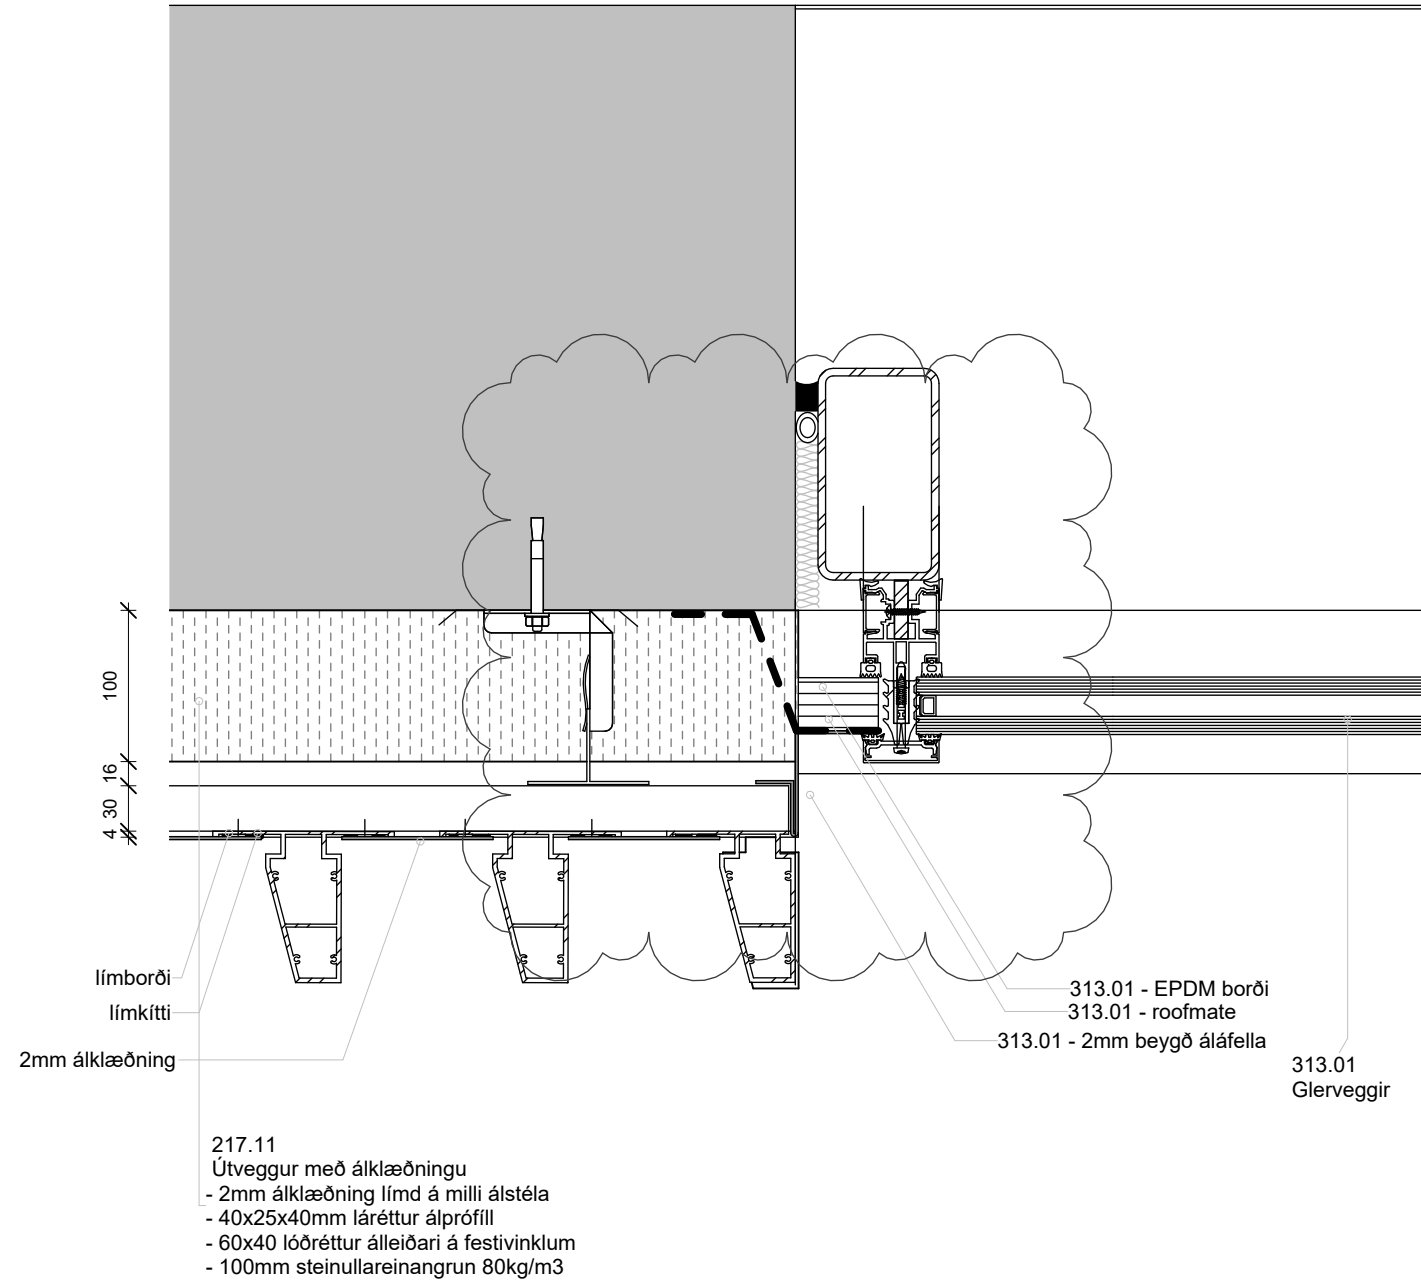 100
16
30
4
límborði
límkítti
2mm álklæðning
313.01 - EPDM borði
313.01 - roofmate
313.01 - 2mm beygð áláfella
313.01
Glerveggir
217.11
Útveggur með álklæðningu
- 2mm álklæðning límd á milli álstéla
- 40x25x40mm láréttur álprófíll
- 60x40 lóðréttur álleiðari á festivinklum
- 100mm steinullareinangrun 80kg/m3